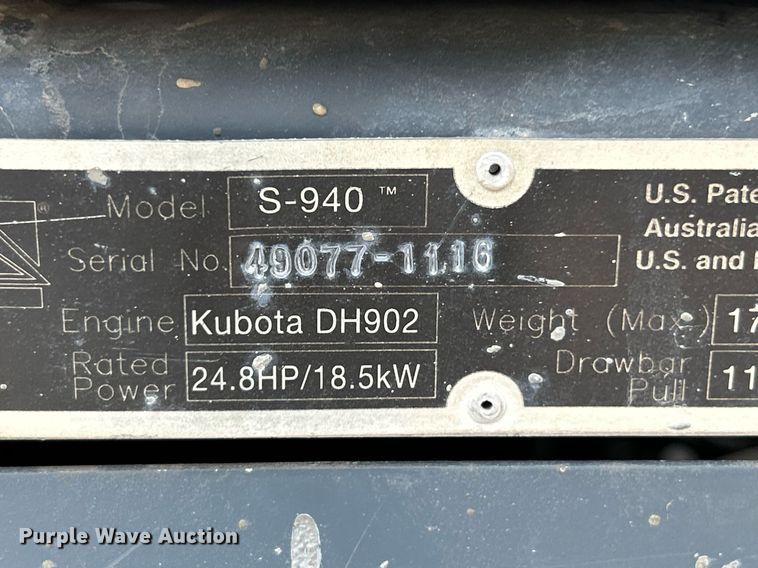 Model S-940 ™ U.S. Pate
Australia
Serial No. 49077-1116 U.S. and
Engine Kubota DH902 Weight (Max.) 17
Rated Power 24.8HP/18.5kW Drawbar Pull 11
®
Purple Wave Auction